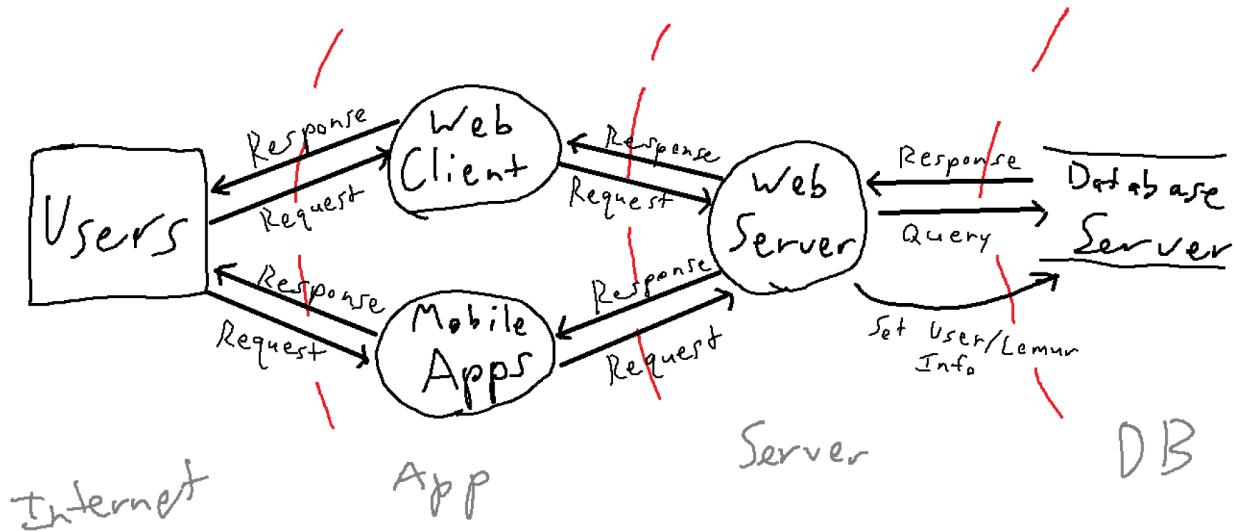 Users
Response
Request
Response
Request
Web
Client
Mobile
Apps
Response
Request
Response
Request
Web
Server
Response
Query
Set User/Lemur
Info
Database
Server
Internet
App
Server
DB